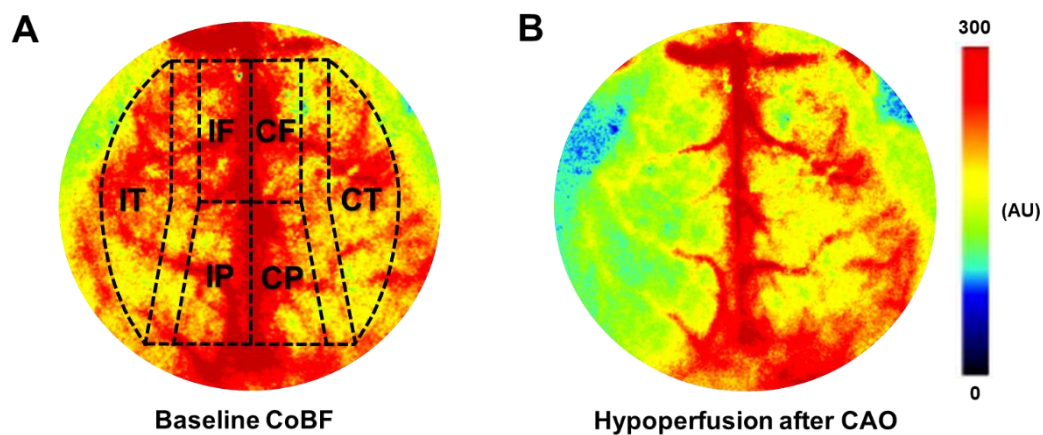 A
B
300
IF CF
IT CT
IP CP
(AU)
0
Baseline CoBF
Hypoperfusion after CAO